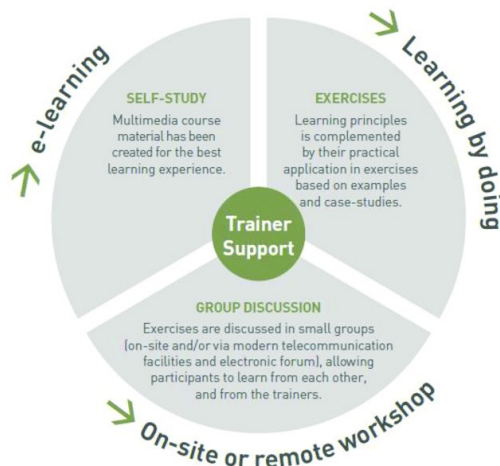 e-learning
SELF-STUDY
Multimedia course
material has been
created for the best
learning experience.
Learning by doing
EXERCISES
Learning principles
is complemented
by their practical
application in exercises
based on examples
and case-studies.
Trainer
Support
GROUP DISCUSSION
Exercises are discussed in small groups
(on-site and/or via modern telecommunication
facilities and electronic forum), allowing
participants to learn from each other,
and from the trainers.
On-site or remote workshop